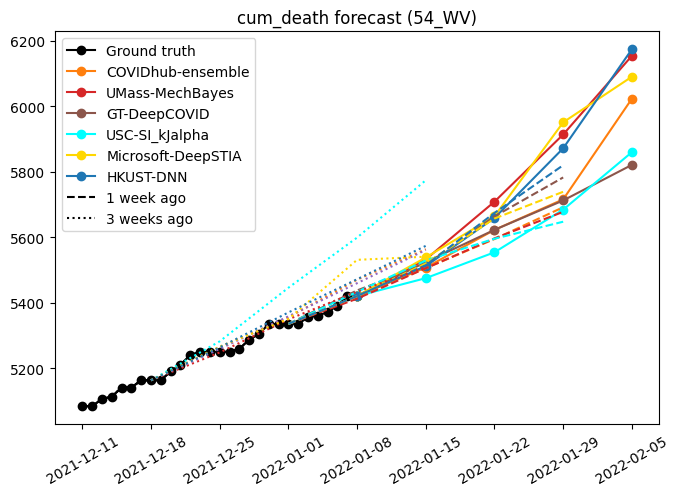 cum_death forecast (54_WV)
6200
6000
5800
5600
5400
5200
Ground truth
COVIDhub-ensemble
UMass-MechBayes
GT-DeepCOVID
USC-SI_kJalpha
Microsoft-DeepSTIA
HKUST-DNN
1 week ago
3 weeks ago
2021-12-11
2021-12-18
2021-12-25
2022-01-01
2022-01-08
2022-01-15
2022-01-22
2022-01-29
2022-02-05